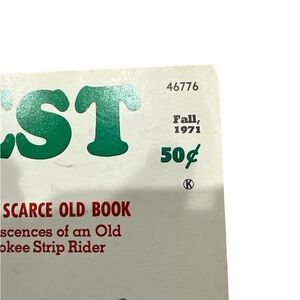 46776
EST
Fall,
1971
50¢
K
SCARCE OLD BOOK
scences of an Old
okee Strip Rider